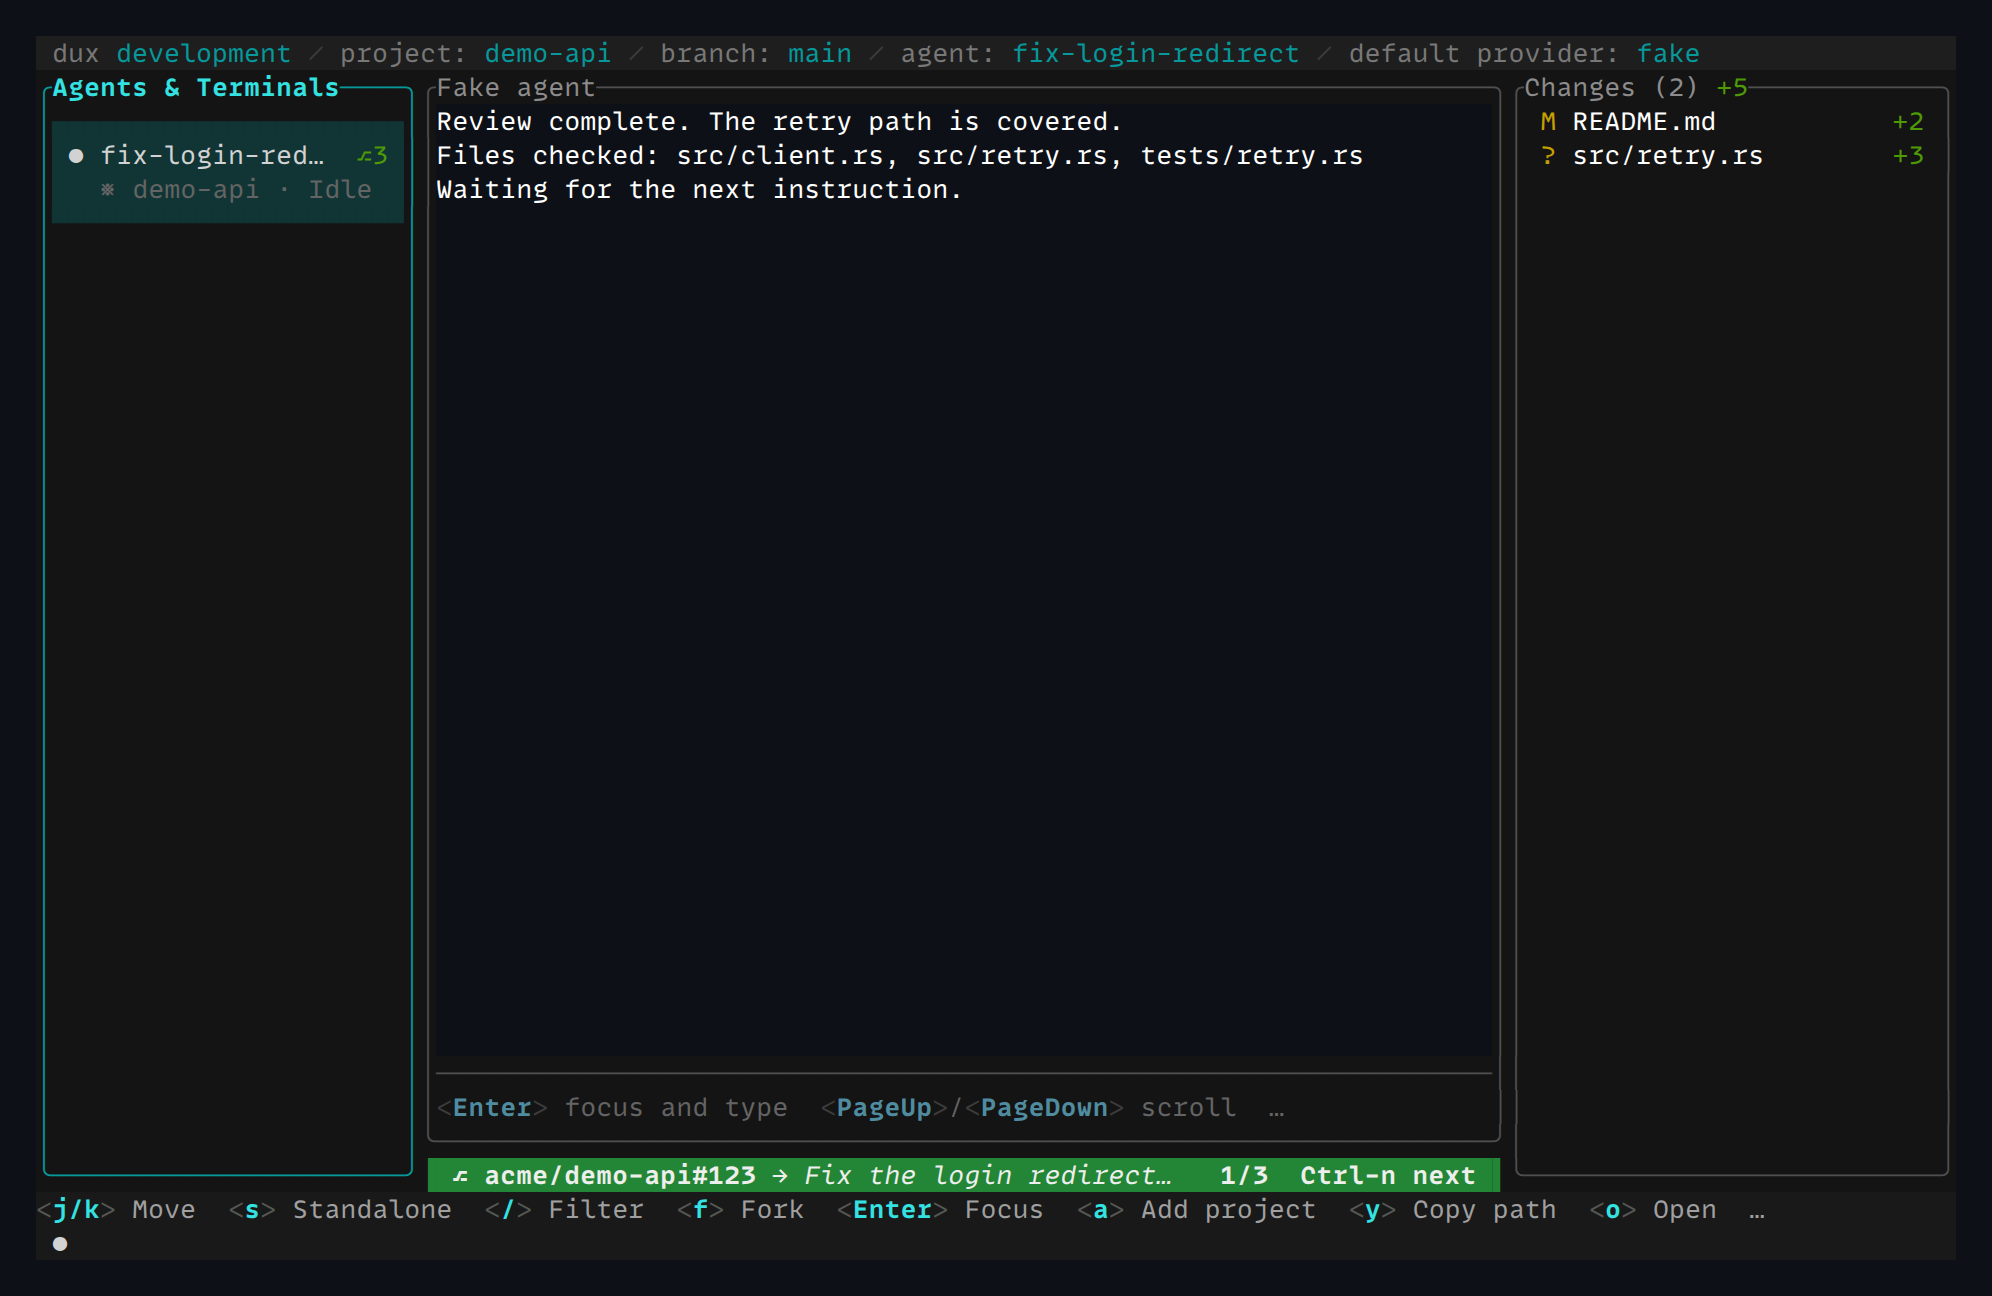 dux development / project: demo-api / branch: main / agent: fix-login-redirect / default provider: fake
Agents & Terminals
● fix-login-red… 3
demo-api · Idle
Fake agent
Review complete. The retry path is covered.
Files checked: src/client.rs, src/retry.rs, tests/retry.rs
Waiting for the next instruction.
<Enter> focus and type <PageUp>/<PageDown> scroll …
acme/demo-api#123 → Fix the login redirect… 1/3 Ctrl-n next
Changes (2) +5
M README.md +2
? src/retry.rs +3
<j/k> Move <s> Standalone </> Filter <f> Fork <Enter> Focus <a> Add project <y> Copy path <o> Open …
●